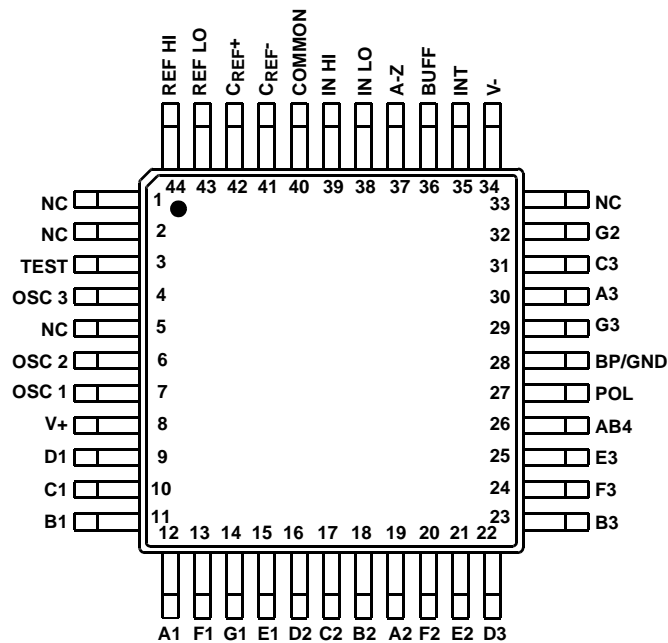 REF HI
REF LO
CREF+
CREF-
COMMON
IN HI
IN LO
A-Z
BUFF
INT
V-
44 43 42 41 40 39 38 37 36 35 34
NC 1 33 NC
NC 2 32 G2
TEST 3 31 C3
OSC 3 4 30 A3
NC 5 29 G3
OSC 2 6 28 BP/GND
OSC 1 7 27 POL
V+ 8 26 AB4
D1 9 25 E3
C1 10 24 F3
B1 11 23 B3
12 13 14 15 16 17 18 19 20 21 22
A1 F1 G1 E1 D2 C2 B2 A2 F2 E2 D3